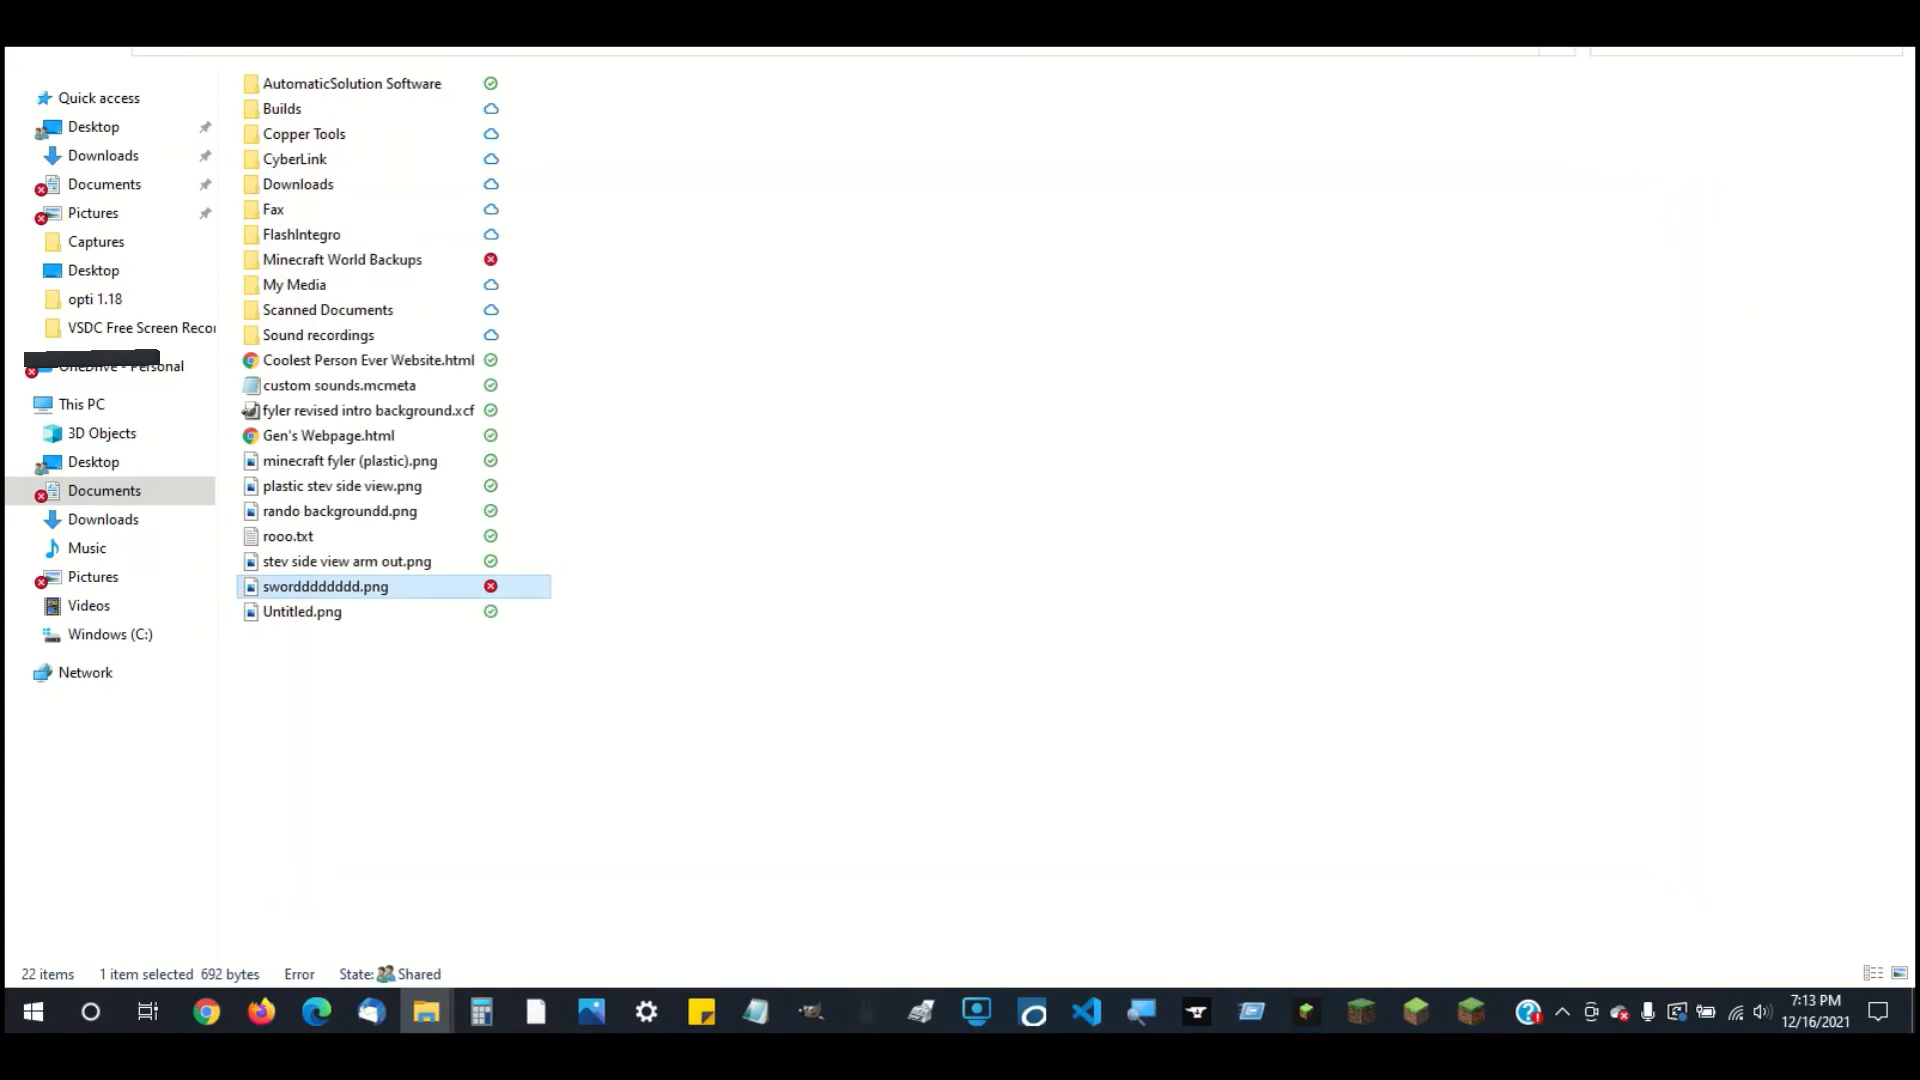 Quick access
Desktop
Downloads
Documents
Pictures
Captures
Desktop
opti 1.18
VSDC Free Screen Recor
OneDrive - Personal
This PC
3D Objects
Desktop
Documents
Downloads
Music
Pictures
Videos
Windows (C:)
Network
AutomaticSolution Software
Builds
Copper Tools
CyberLink
Downloads
Fax
FlashIntegro
Minecraft World Backups
My Media
Scanned Documents
Sound recordings
Coolest Person Ever Website.html
custom sounds.mcmeta
fyler revised intro background.xcf
Gen's Webpage.html
minecraft fyler (plastic).png
plastic stev side view.png
rando backgroundd.png
rooo.txt
stev side view arm out.png
sworddddddddd.png
Untitled.png
22 items 1 item selected 692 bytes Error State: Shared
7:13 PM
12/16/2021